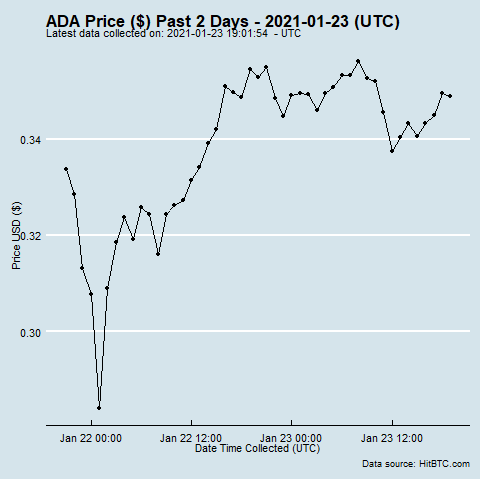 ADA Price ($) Past 2 Days - 2021-01-23 (UTC)
Latest data collected on: 2021-01-23 19:01:54 - UTC
0.34
0.32
0.30
Price USD ($)
Jan 22 00:00 Jan 22 12:00 Jan 23 00:00 Jan 23 12:00
Date Time Collected (UTC)
Data source: HitBTC.com